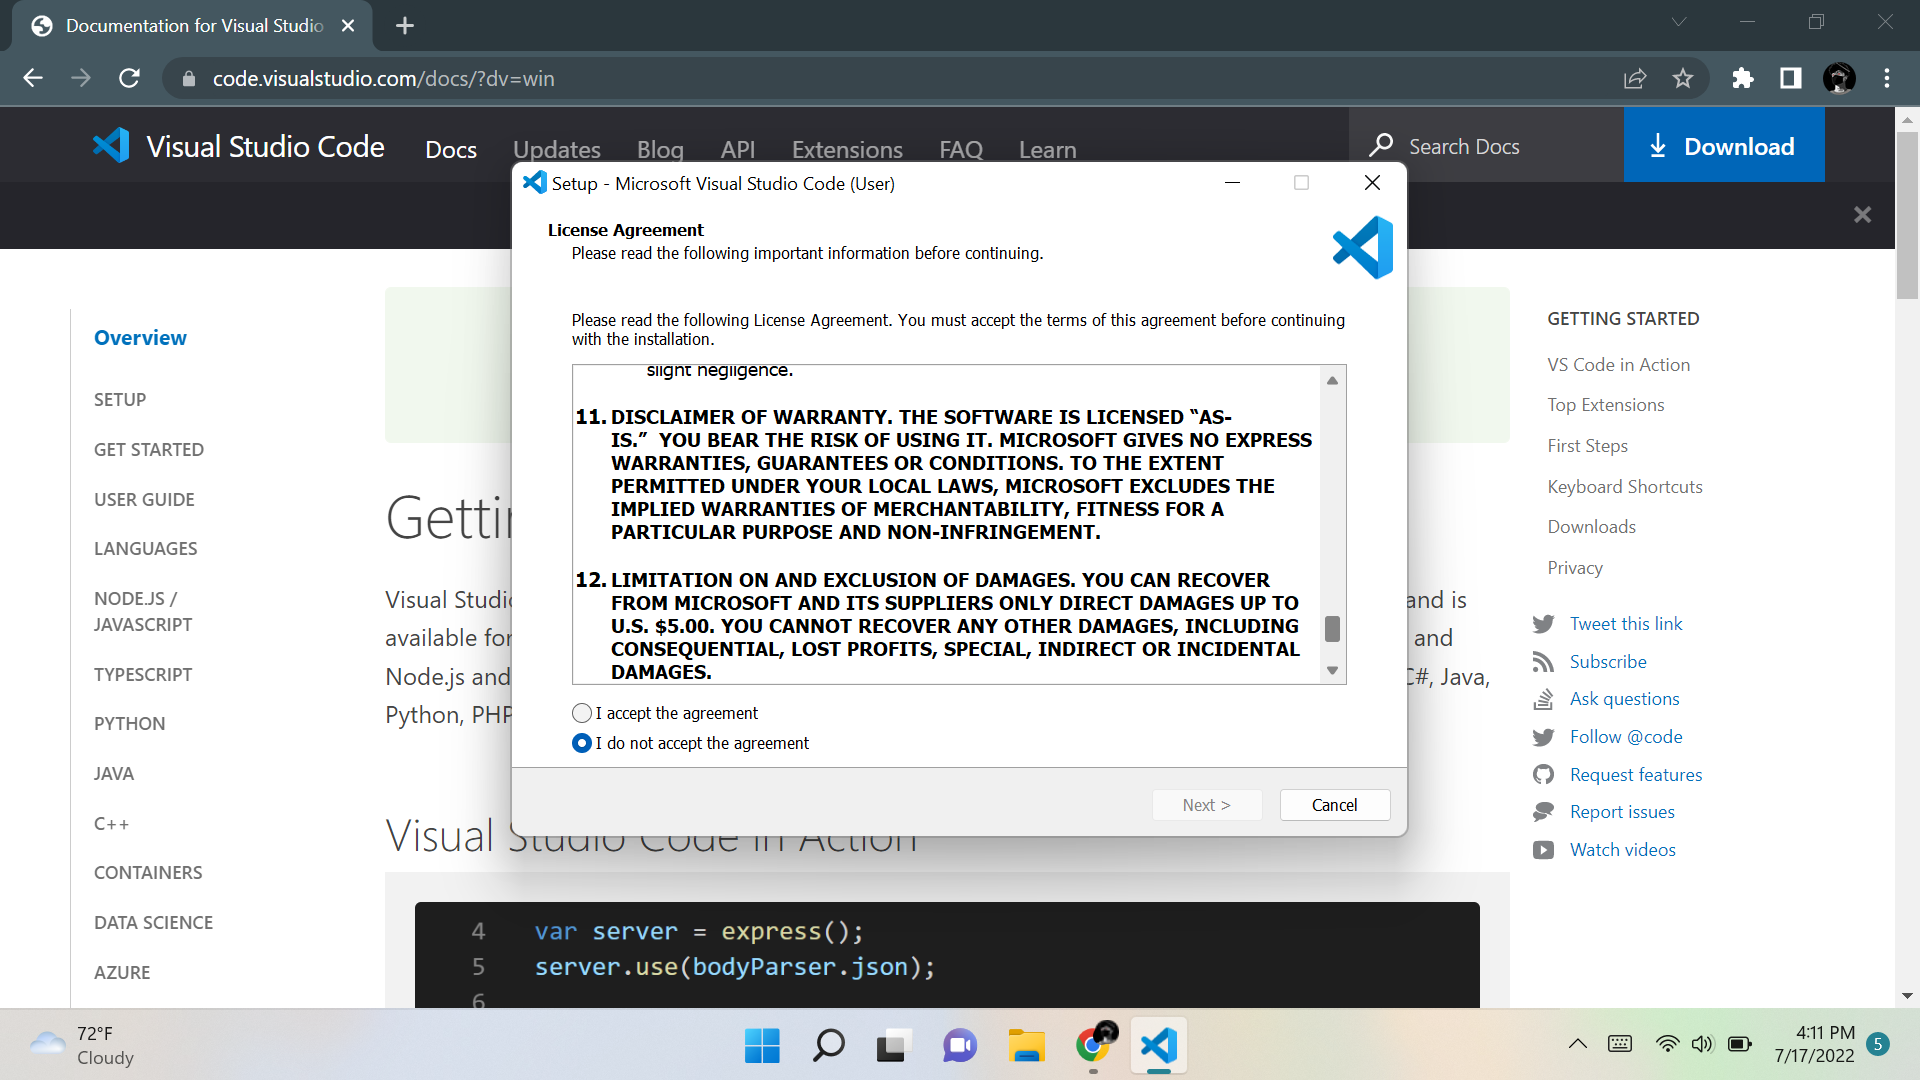 Documentation for Visual Studio
code.visualstudio.com/docs/?dv=win
Visual Studio Code
Docs
Updates
Blog
API
Extensions
FAQ
Learn
Search Docs
Download
Setup - Microsoft Visual Studio Code (User)
License Agreement
Please read the following important information before continuing.
Please read the following License Agreement. You must accept the terms of this agreement before continuing
with the installation.
slight negligence.
11. DISCLAIMER OF WARRANTY. THE SOFTWARE IS LICENSED “AS-
IS.” YOU BEAR THE RISK OF USING IT. MICROSOFT GIVES NO EXPRESS
WARRANTIES, GUARANTEES OR CONDITIONS. TO THE EXTENT
PERMITTED UNDER YOUR LOCAL LAWS, MICROSOFT EXCLUDES THE
IMPLIED WARRANTIES OF MERCHANTABILITY, FITNESS FOR A
PARTICULAR PURPOSE AND NON-INFRINGEMENT.
12. LIMITATION ON AND EXCLUSION OF DAMAGES. YOU CAN RECOVER
FROM MICROSOFT AND ITS SUPPLIERS ONLY DIRECT DAMAGES UP TO
U.S. $5.00. YOU CANNOT RECOVER ANY OTHER DAMAGES, INCLUDING
CONSEQUENTIAL, LOST PROFITS, SPECIAL, INDIRECT OR INCIDENTAL
DAMAGES.
I accept the agreement
I do not accept the agreement
Next >
Cancel
Overview
SETUP
GET STARTED
USER GUIDE
LANGUAGES
NODE.JS /
JAVASCRIPT
TYPESCRIPT
PYTHON
JAVA
C++
CONTAINERS
DATA SCIENCE
AZURE
Getti
Visual Studi
and is
available for
and
Node.js and
C#, Java,
Python, PHP
Visual Studio Code in Action
4 var server = express();
5 server.use(bodyParser.json);
6
GETTING STARTED
VS Code in Action
Top Extensions
First Steps
Keyboard Shortcuts
Downloads
Privacy
Tweet this link
Subscribe
Ask questions
Follow @code
Request features
Report issues
Watch videos
72°F
Cloudy
4:11 PM
7/17/2022
5